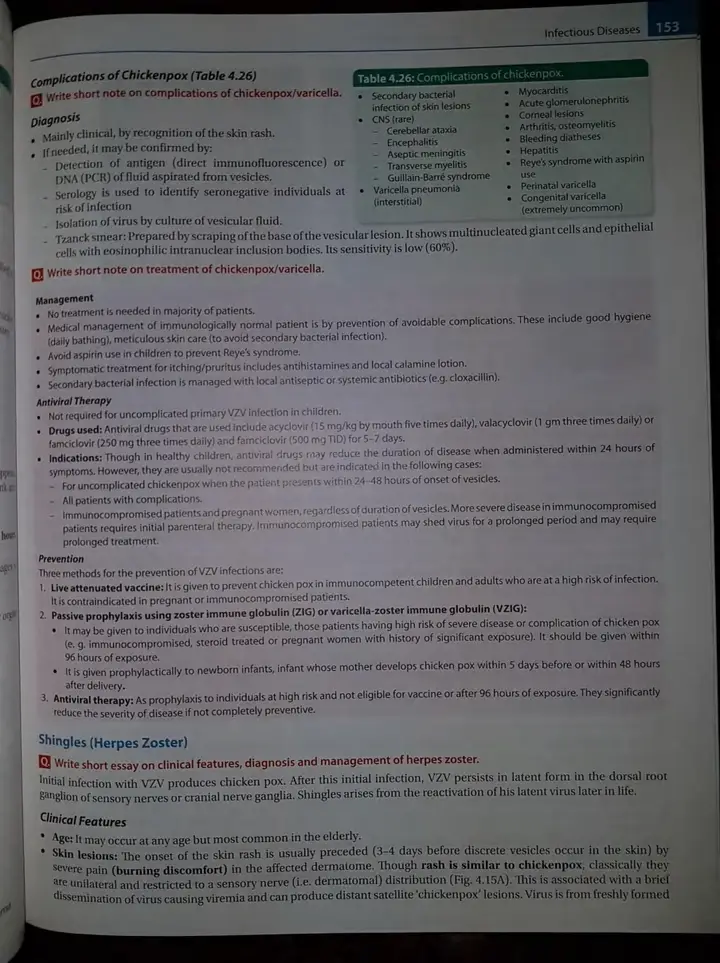 Infectious Diseases 153
Complications of Chickenpox (Table 4.26)
Q. Write short note on complications of chickenpox/varicella.
Diagnosis
• Mainly clinical, by recognition of the skin rash.
• If needed, it may be confirmed by:
– Detection of antigen (direct immunofluorescence) or
DNA (PCR) of fluid aspirated from vesicles.
– Serology is used to identify seronegative individuals at
risk of infection
– Isolation of virus by culture of vesicular fluid.
Table 4.26: Complications of chickenpox.
• Secondary bacterial
infection of skin lesions
• CNS (rare)
– Cerebellar ataxia
– Encephalitis
– Aseptic meningitis
– Transverse myelitis
– Guillain-Barré syndrome
• Varicella pneumonia
(interstitial)
• Myocarditis
• Acute glomerulonephritis
• Corneal lesions
• Arthritis, osteomyelitis
• Bleeding diatheses
• Hepatitis
• Reye's syndrome with aspirin
use
• Perinatal varicella
• Congenital varicella
(extremely uncommon)
– Tzanck smear: Prepared by scraping of the base of the vesicular lesion. It shows multinucleated giant cells and epithelial
cells with eosinophilic intranuclear inclusion bodies. Its sensitivity is low (60%).
Q. Write short note on treatment of chickenpox/varicella.
Management
• No treatment is needed in majority of patients.
• Medical management of immunologically normal patient is by prevention of avoidable complications. These include good hygiene
(daily bathing), meticulous skin care (to avoid secondary bacterial infection).
• Avoid aspirin use in children to prevent Reye's syndrome.
• Symptomatic treatment for itching/pruritus includes antihistamines and local calamine lotion.
• Secondary bacterial infection is managed with local antiseptic or systemic antibiotics (e.g. cloxacillin).
Antiviral Therapy
• Not required for uncomplicated primary VZV infection in children.
• Drugs used: Antiviral drugs that are used include acyclovir (15 mg/kg by mouth five times daily), valacyclovir (1 gm three times daily) or
famciclovir (250 mg three times daily) and famciclovir (500 mg TID) for 5–7 days.
• Indications: Though in healthy children, antiviral drugs may reduce the duration of disease when administered within 24 hours of
symptoms. However, they are usually not recommended but are indicated in the following cases:
– For uncomplicated chickenpox when the patient presents within 24–48 hours of onset of vesicles.
– All patients with complications.
– Immunocompromised patients and pregnant women, regardless of duration of vesicles. More severe disease in immunocompromised
patients requires initial parenteral therapy. Immunocompromised patients may shed virus for a prolonged period and may require
prolonged treatment.
Prevention
Three methods for the prevention of VZV infections are:
1. Live attenuated vaccine: It is given to prevent chicken pox in immunocompetent children and adults who are at a high risk of infection.
It is contraindicated in pregnant or immunocompromised patients.
2. Passive prophylaxis using zoster immune globulin (ZIG) or varicella-zoster immune globulin (VZIG):
• It may be given to individuals who are susceptible, those patients having high risk of severe disease or complication of chicken pox
(e. g. immunocompromised, steroid treated or pregnant women with history of significant exposure). It should be given within
96 hours of exposure.
• It is given prophylactically to newborn infants, infant whose mother develops chicken pox within 5 days before or within 48 hours
after delivery.
3. Antiviral therapy: As prophylaxis to individuals at high risk and not eligible for vaccine or after 96 hours of exposure. They significantly
reduce the severity of disease if not completely preventive.
Shingles (Herpes Zoster)
Q. Write short essay on clinical features, diagnosis and management of herpes zoster.
Initial infection with VZV produces chicken pox. After this initial infection, VZV persists in latent form in the dorsal root
ganglion of sensory nerves or cranial nerve ganglia. Shingles arises from the reactivation of his latent virus later in life.
Clinical Features
• Age: It may occur at any age but most common in the elderly.
• Skin lesions: The onset of the skin rash is usually preceded (3–4 days before discrete vesicles occur in the skin) by
severe pain (burning discomfort) in the affected dermatome. Though rash is similar to chickenpox, classically they
are unilateral and restricted to a sensory nerve (i.e. dermatomal) distribution (Fig. 4.15A). This is associated with a brief
dissemination of virus causing viremia and can produce distant satellite 'chickenpox' lesions. Virus is from freshly formed